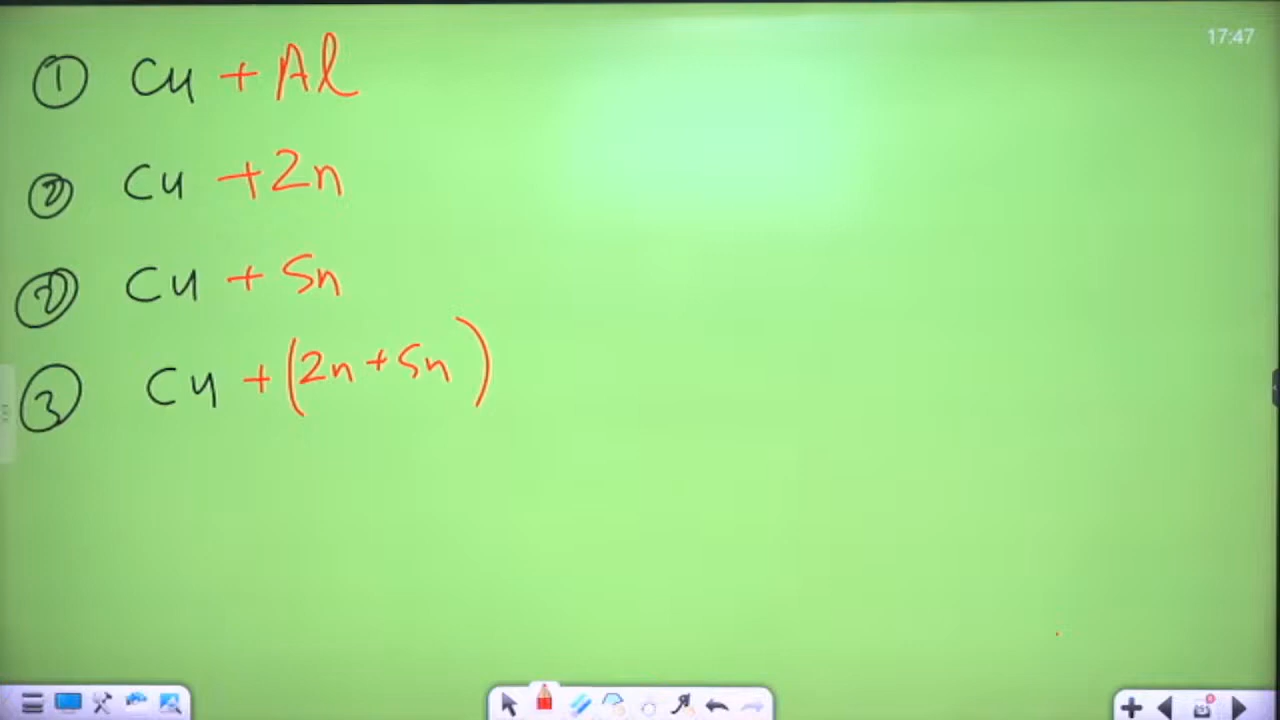 17:47
① Cu + Al
② Cu + Zn
② Cu + Sn
③ Cu + (Zn + Sn)